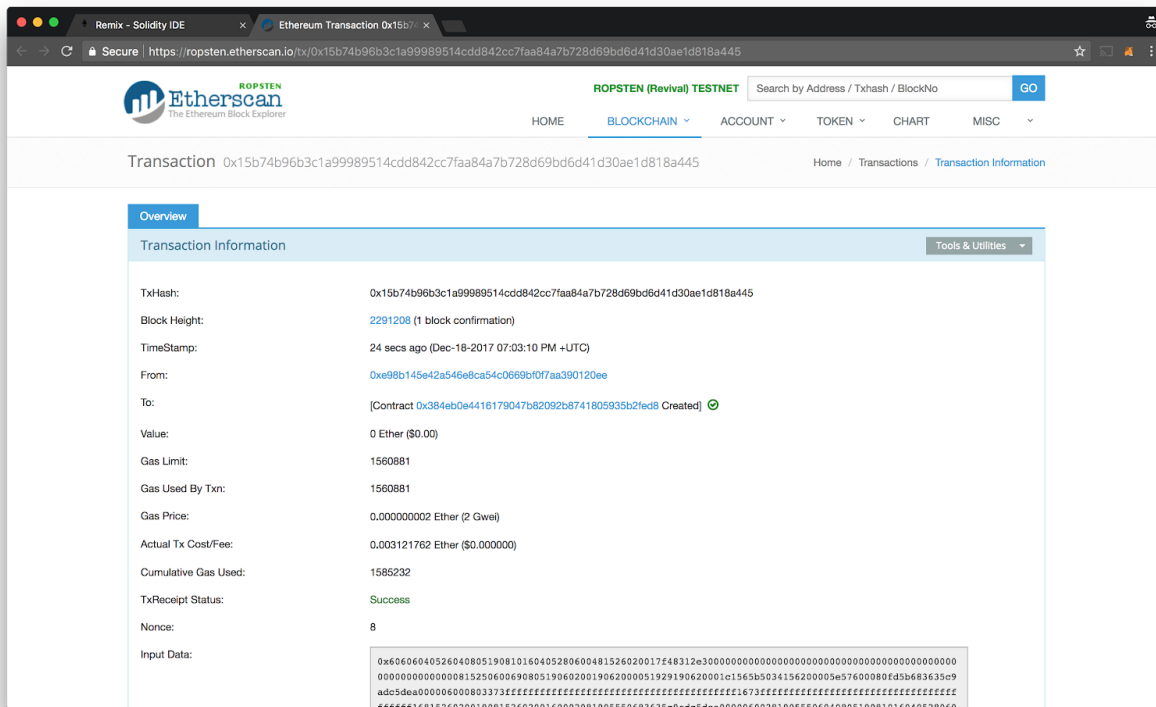 Remix - Solidity IDE
Ethereum Transaction 0x15b74
Secure https://ropsten.etherscan.io/tx/0x15b74b96b3c1a99989514cdd842cc7faa84a7b728d69bd6d41d30ae1d818a445
ROPSTEN
Etherscan
The Ethereum Block Explorer
ROPSTEN (Revival) TESTNET
Search by Address / Txhash / BlockNo
GO
HOME BLOCKCHAIN ACCOUNT TOKEN CHART MISC
Transaction 0x15b74b96b3c1a99989514cdd842cc7faa84a7b728d69bd6d41d30ae1d818a445
Home / Transactions / Transaction Information
Overview
Transaction Information
Tools & Utilities
TxHash: 0x15b74b96b3c1a99989514cdd842cc7faa84a7b728d69bd6d41d30ae1d818a445
Block Height: 2291208 (1 block confirmation)
TimeStamp: 24 secs ago (Dec-18-2017 07:03:10 PM +UTC)
From: 0xe98b145e42a546e8ca54c0669bf0f7aa390120ee
To: [Contract 0x384eb0e4416179047b82092b8741805935b2fed8 Created]
Value: 0 Ether ($0.00)
Gas Limit: 1560881
Gas Used By Txn: 1560881
Gas Price: 0.000000002 Ether (2 Gwei)
Actual Tx Cost/Fee: 0.003121762 Ether ($0.000000)
Cumulative Gas Used: 1585232
TxReceipt Status: Success
Nonce: 8
Input Data: